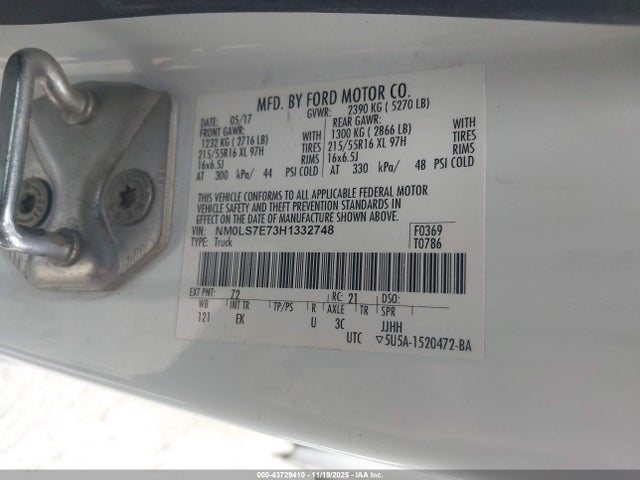 MFD. BY FORD MOTOR CO.
DATE: 05/17 GVWR: 2390 KG ( 5270 LB)
FRONT GAWR: REAR GAWR:
1232 KG ( 2716 LB) WITH 1300 KG ( 2866 LB) WITH
215/55R16 XL 97H TIRES 215/55R16 XL 97H TIRES
16x6.5J RIMS 16x6.5J RIMS
AT 300 kPa/ 44 PSI COLD AT 330 kPa/ 48 PSI COLD
THIS VEHICLE CONFORMS TO ALL APPLICABLE FEDERAL MOTOR
VEHICLE SAFETY AND THEFT PREVENTION STANDARDS IN
EFFECT ON THE DATE OF MANUFACTURE SHOWN ABOVE.
VIN: NM0LS7E73H1332748 F0369
TYPE: Truck T0786
EXT PNT: Z2 RC: 21 DSO:
WB INT TR TP/PS R AXLE TR SPR
121 EK U 3C JJHH
UTC ▽5U5A-1520472-BA
000-43729410 - 11/19/2025 - IAAI.COM